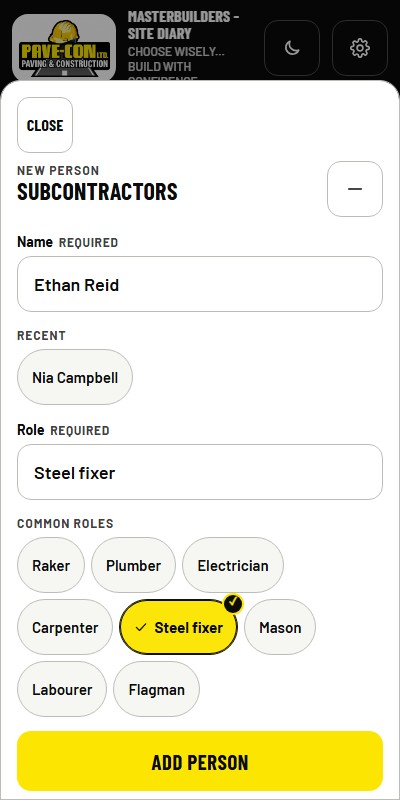 PAVE-CON LTD.
PAVING & CONSTRUCTION
MASTERBUILDERS -
SITE DIARY
CHOOSE WISELY...
BUILD WITH
CONFIDENCE
CLOSE
NEW PERSON
SUBCONTRACTORS
Name REQUIRED
Ethan Reid
RECENT
Nia Campbell
Role REQUIRED
Steel fixer
COMMON ROLES
Raker Plumber Electrician
Carpenter Steel fixer Mason
Labourer Flagman
ADD PERSON